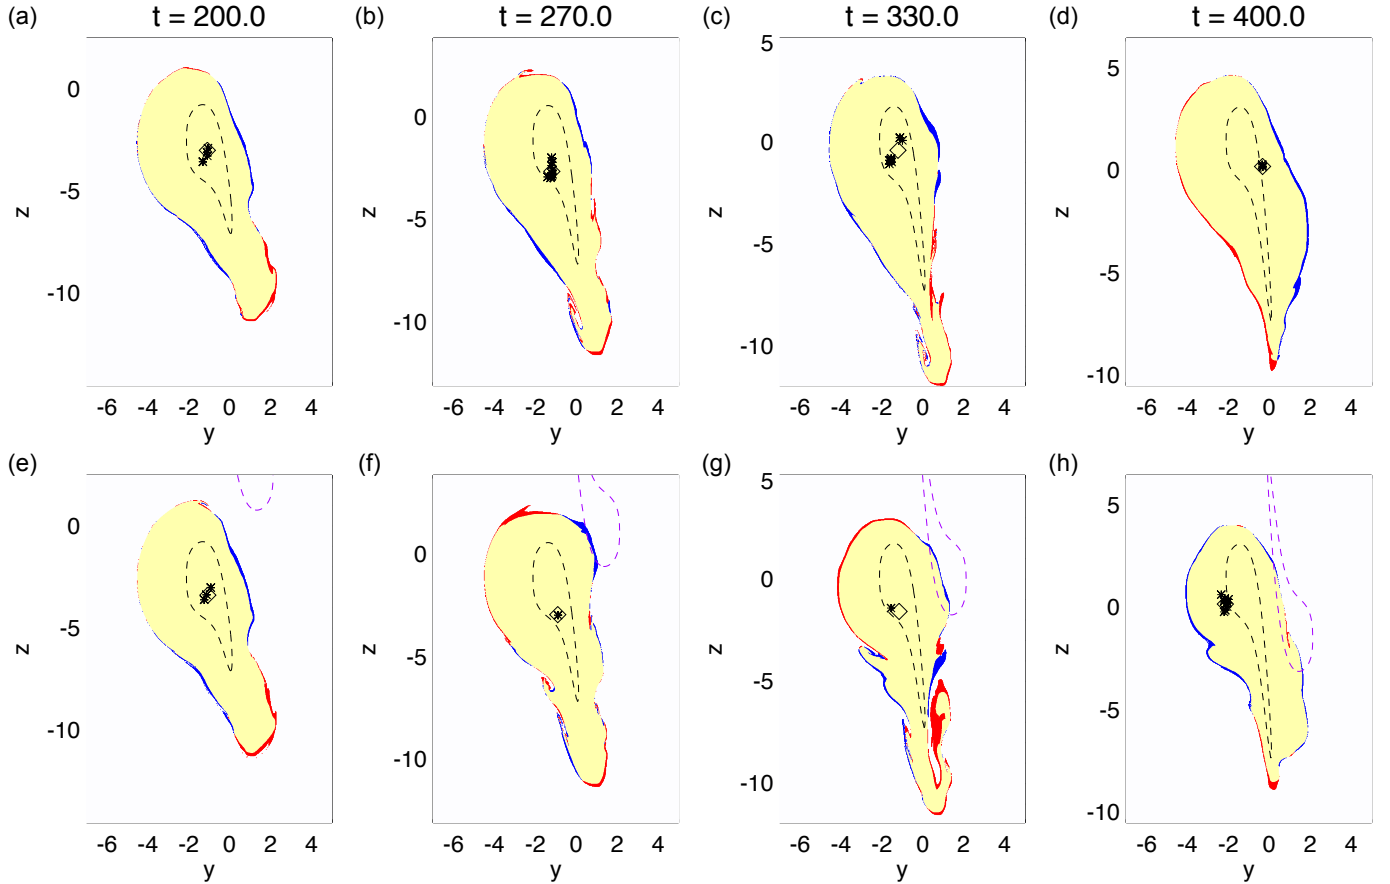 (a) t = 200.0 (b) t = 270.0 (c) t = 330.0 (d) t = 400.0
5 5
0 0 0 0
z z z z
-5 -5 -5 -5
-10 -10 -10 -10
-6 -4 -2 0 2 4 -6 -4 -2 0 2 4 -6 -4 -2 0 2 4 -6 -4 -2 0 2 4
y y y y
(e) (f) (g) (h)
5 5
0 0 0 0
z z z z
-5 -5 -5 -5
-10 -10 -10 -10
-6 -4 -2 0 2 4 -6 -4 -2 0 2 4 -6 -4 -2 0 2 4 -6 -4 -2 0 2 4
y y y y